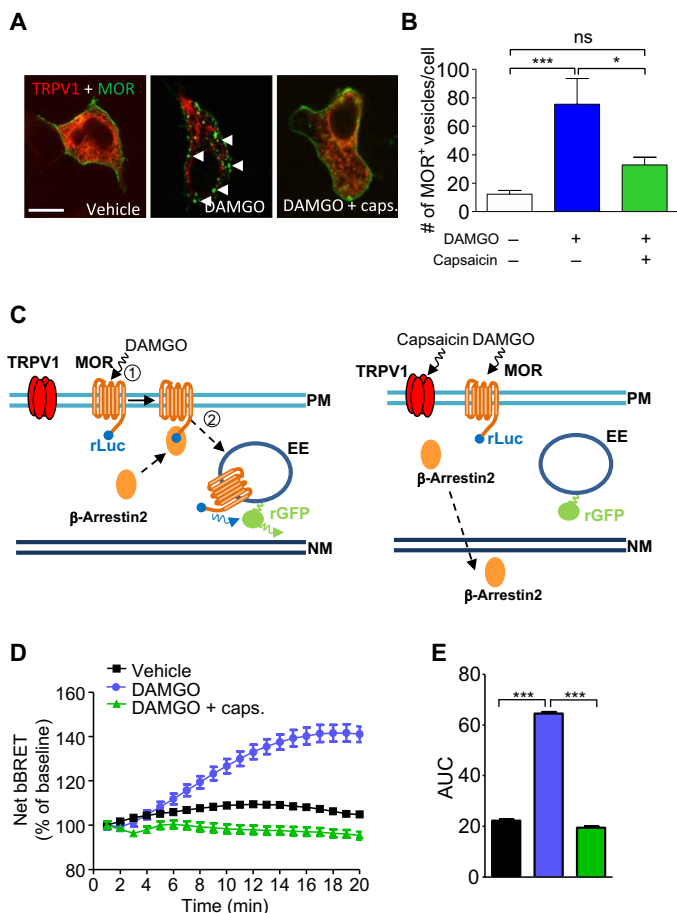 A
TRPV1 + MOR
Vehicle
DAMGO
DAMGO + caps.
B
ns
*** *
# of MOR+ vesicles/cell
100
80
60
40
20
0
DAMGO – + +
Capsaicin – – +
C
TRPV1 MOR DAMGO
1
PM
rLuc
2
EE
β-Arrestin2
rGFP
NM
Capsaicin DAMGO
TRPV1 MOR
PM
rLuc
EE
β-Arrestin2
rGFP
NM
β-Arrestin2
D
Vehicle
DAMGO
DAMGO + caps.
Net bBRET
(% of baseline)
160
140
120
100
80
0 2 4 6 8 10 12 14 16 18 20
Time (min)
E
*** ***
AUC
80
60
40
20
0